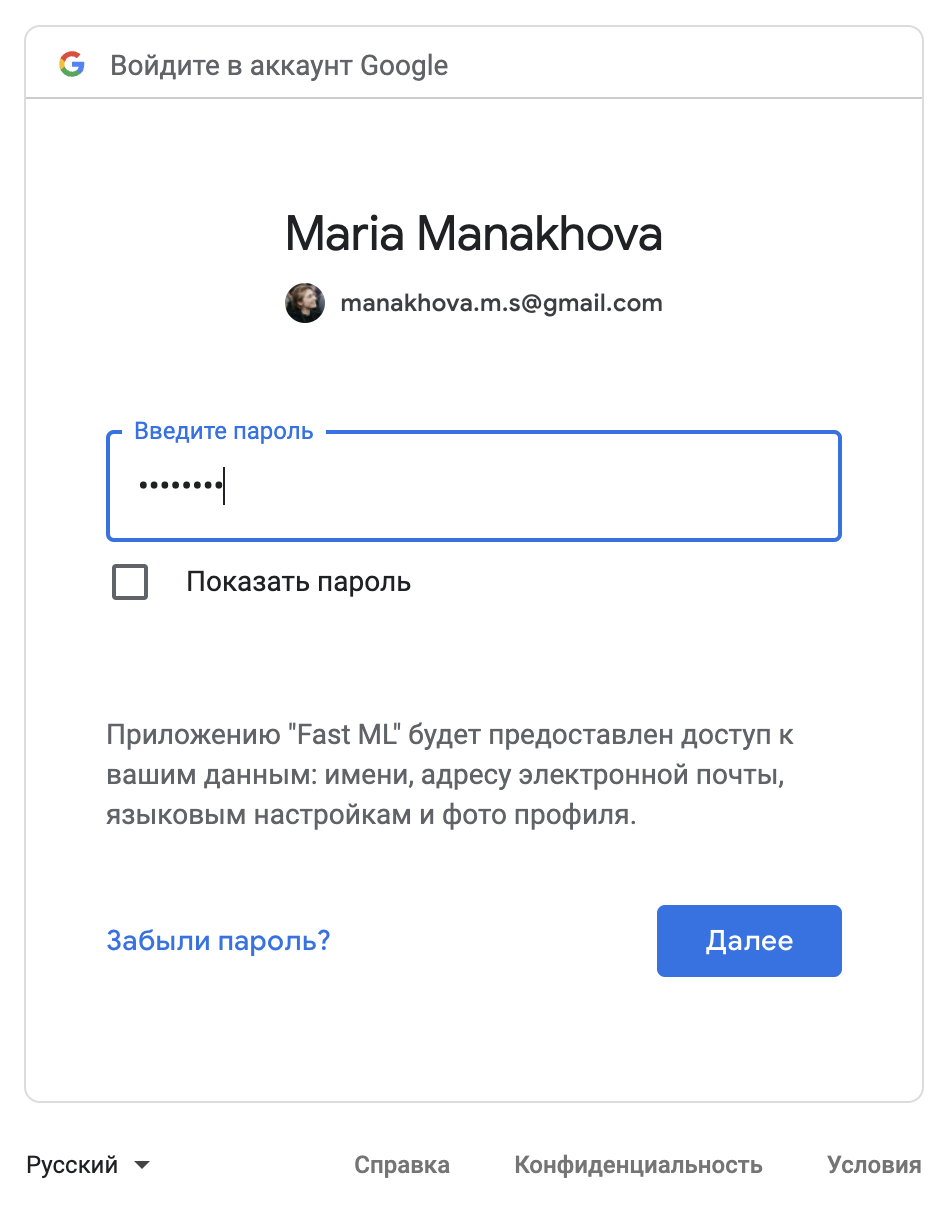 Войдите в аккаунт Google
Maria Manakhova
manakhova.m.s@gmail.com
Введите пароль
••••••••
Показать пароль
Приложению "Fast ML" будет предоставлен доступ к
вашим данным: имени, адресу электронной почты,
языковым настройкам и фото профиля.
Забыли пароль?
Далее
Русский
Справка
Конфиденциальность
Условия